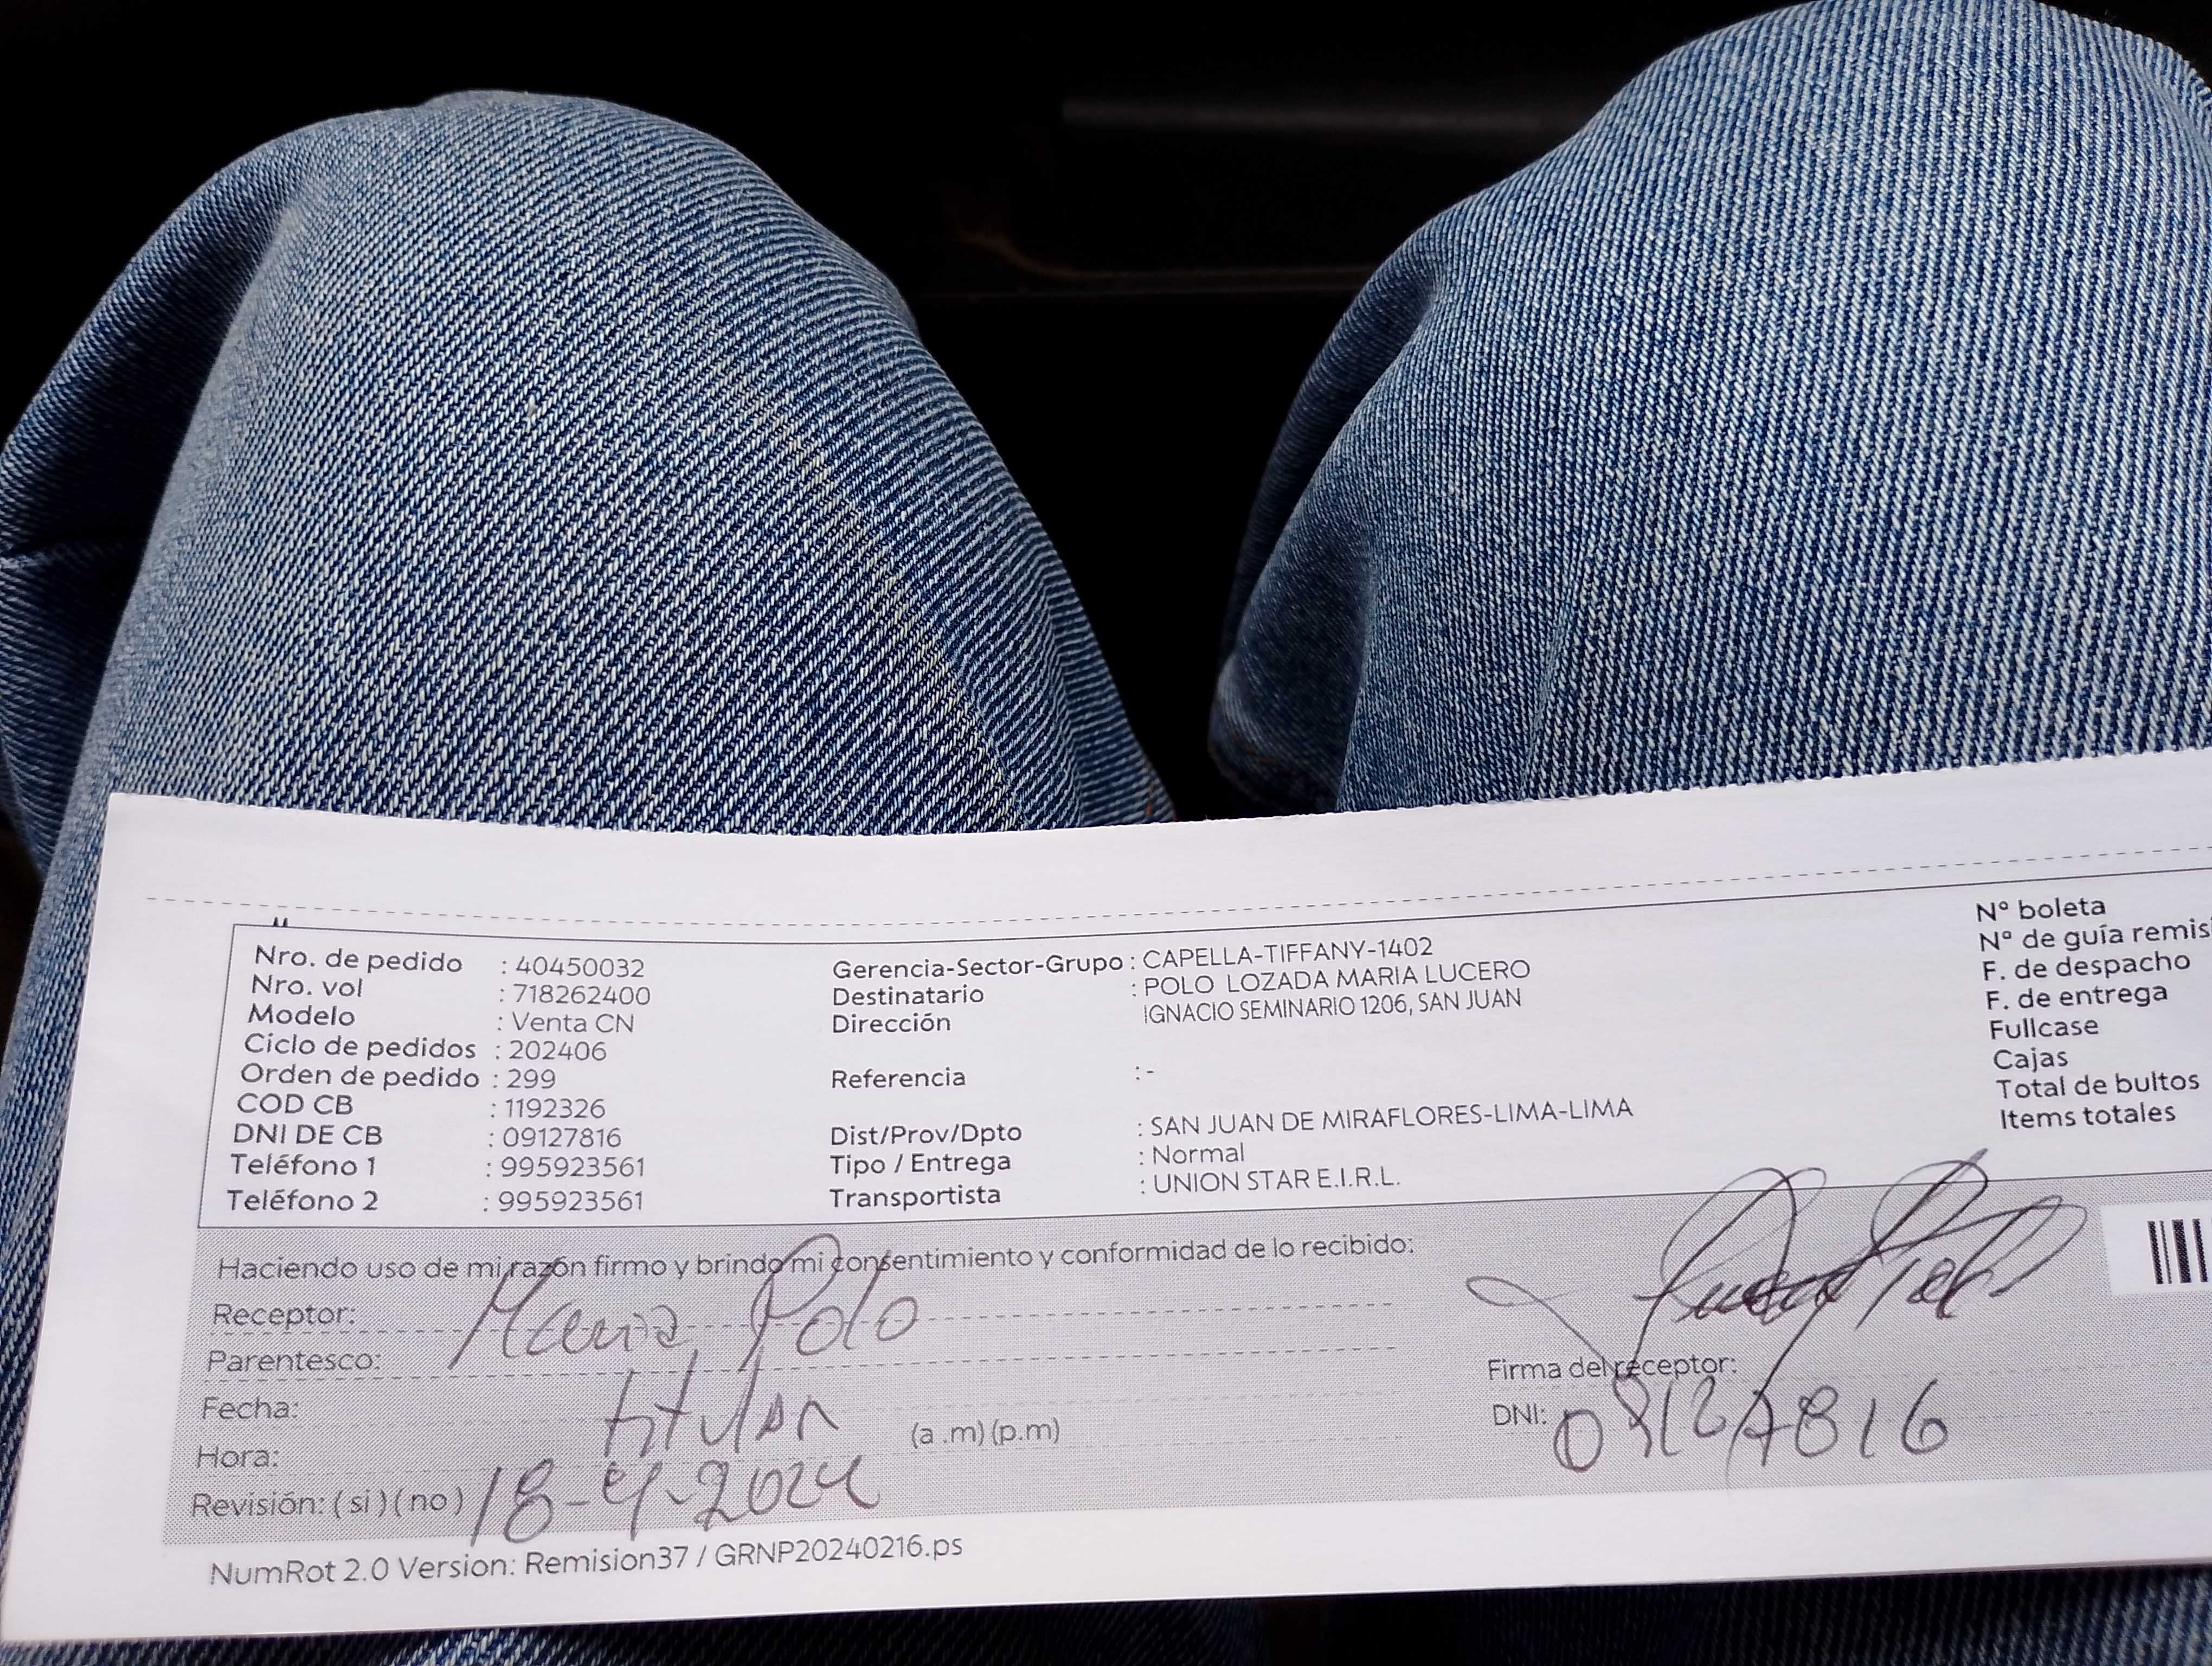 Nro. de pedido : 40450032
Nro. vol : 718262400
Modelo : Venta CN
Ciclo de pedidos : 202406
Orden de pedido : 299
COD CB : 1192326
DNI DE CB : 09127816
Teléfono 1 : 995923561
Teléfono 2 : 995923561
Gerencia-Sector-Grupo : CAPELLA-TIFFANY-1402
Destinatario : POLO LOZADA MARIA LUCERO
Dirección IGNACIO SEMINARIO 1206, SAN JUAN
Referencia : -
Dist/Prov/Dpto : SAN JUAN DE MIRAFLORES-LIMA-LIMA
Tipo / Entrega : Normal
Transportista : UNION STAR E.I.R.L.
Nº boleta
Nº de guía remis
F. de despacho
F. de entrega
Fullcase
Cajas
Total de bultos
Items totales
Haciendo uso de mi razón firmo y brindo mi consentimiento y conformidad de lo recibido:
Receptor: Maria Polo
Parentesco:
Fecha: titular
Hora: (a .m) (p.m)
Revisión: ( si ) ( no ) 18-4-2024
Firma del receptor:
DNI: 09127816
NumRot 2.0 Version: Remision37 / GRNP20240216.ps